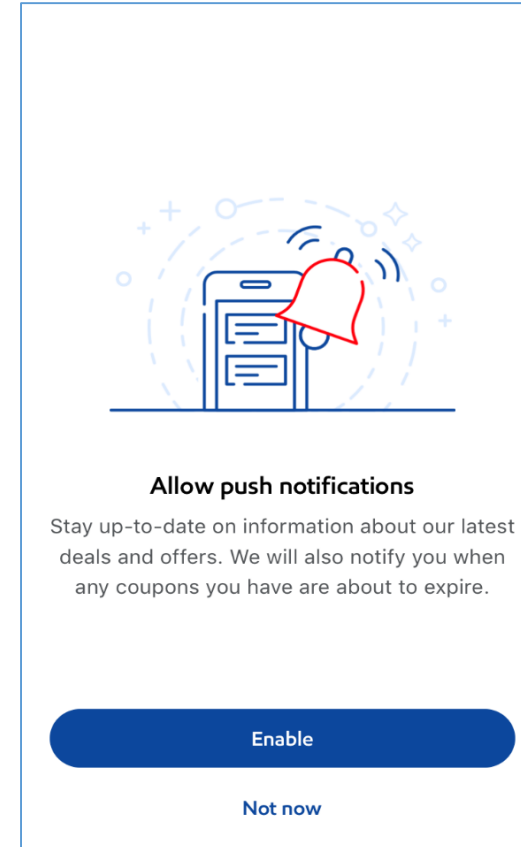 Allow push notifications
Stay up-to-date on information about our latest
deals and offers. We will also notify you when
any coupons you have are about to expire.
Enable
Not now